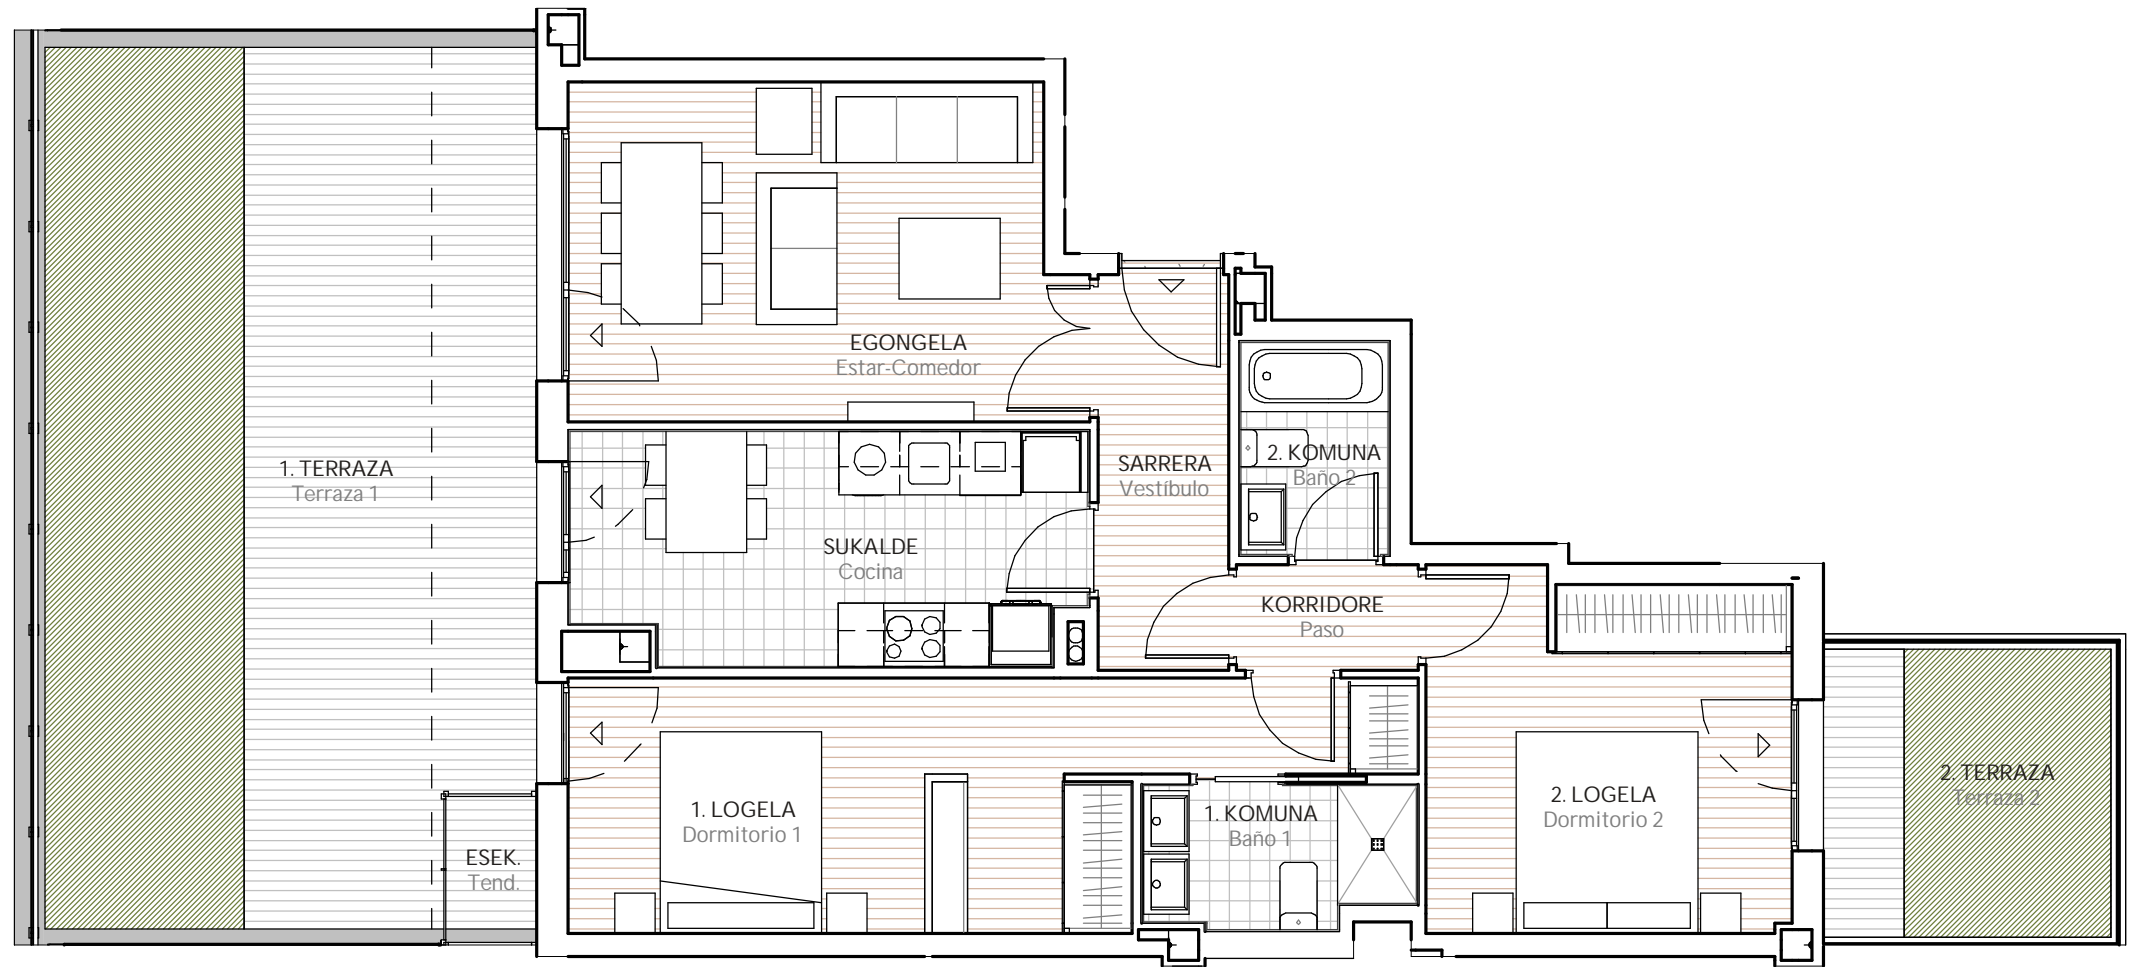 EGONGELA
Estar-Comedor
1. TERRAZA
Terraza 1
SARRERA
Vestíbulo
2. KOMUNA
Baño 2
SUKALDE
Cocina
KORRIDORE
Paso
1. LOGELA
Dormitorio 1
1. KOMUNA
Baño 1
2. LOGELA
Dormitorio 2
2. TERRAZA
Terraza 2
ESEK.
Tend.